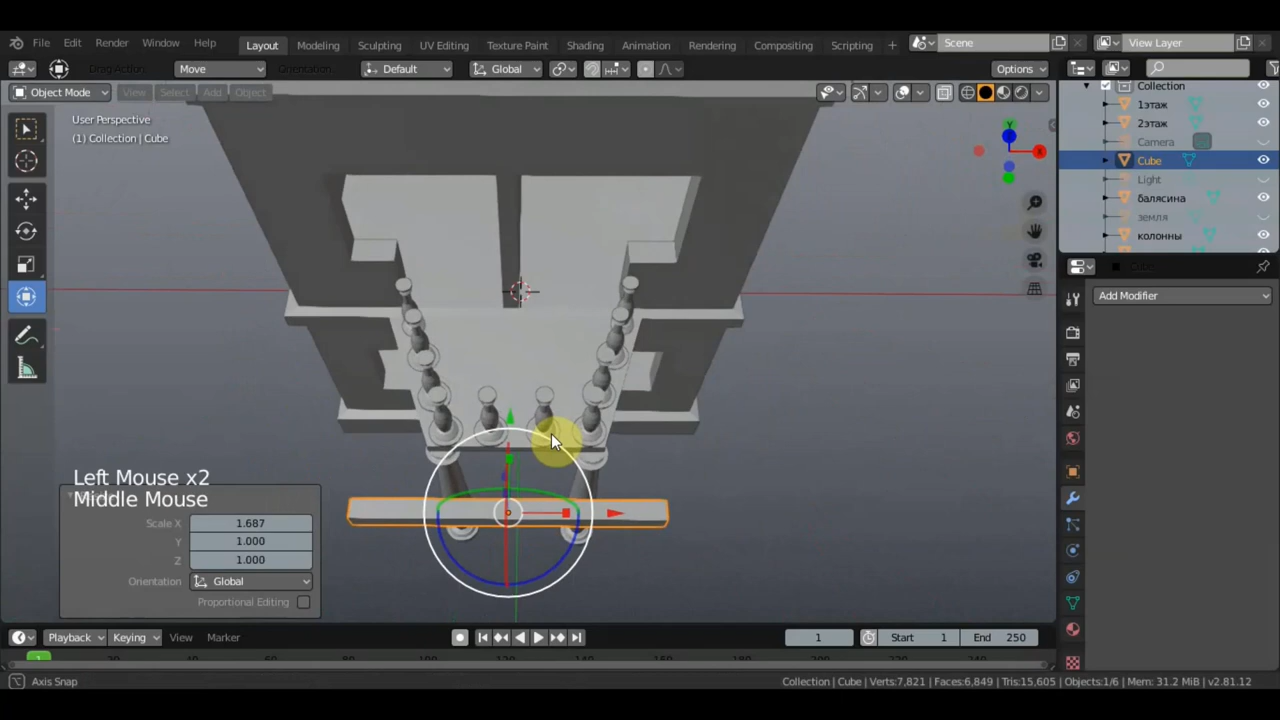 File Edit Render Window Help Layout Modeling Sculpting UV Editing Texture Paint Shading Animation Rendering Compositing Scripting + Scene View Layer
Drag Action Move Orientation: Default Global Options
Object Mode View Select Add Object
User Perspective
(1) Collection | Cube
Y
X
Collection
1этаж
2этаж
Camera
Cube
Light
балясина
земля
колонны
Cube
Add Modifier
Left Mouse x2
Middle Mouse
Scale X 1.687
Y 1.000
Z 1.000
Orientation Global
Proportional Editing
Playback Keying View Marker 1 Start 1 End 250
Axis Snap
Collection | Cube | Verts:7,821 | Faces:6,849 | Tris:15,605 | Objects:1/6 | Mem: 31.2 MiB | v2.81.12